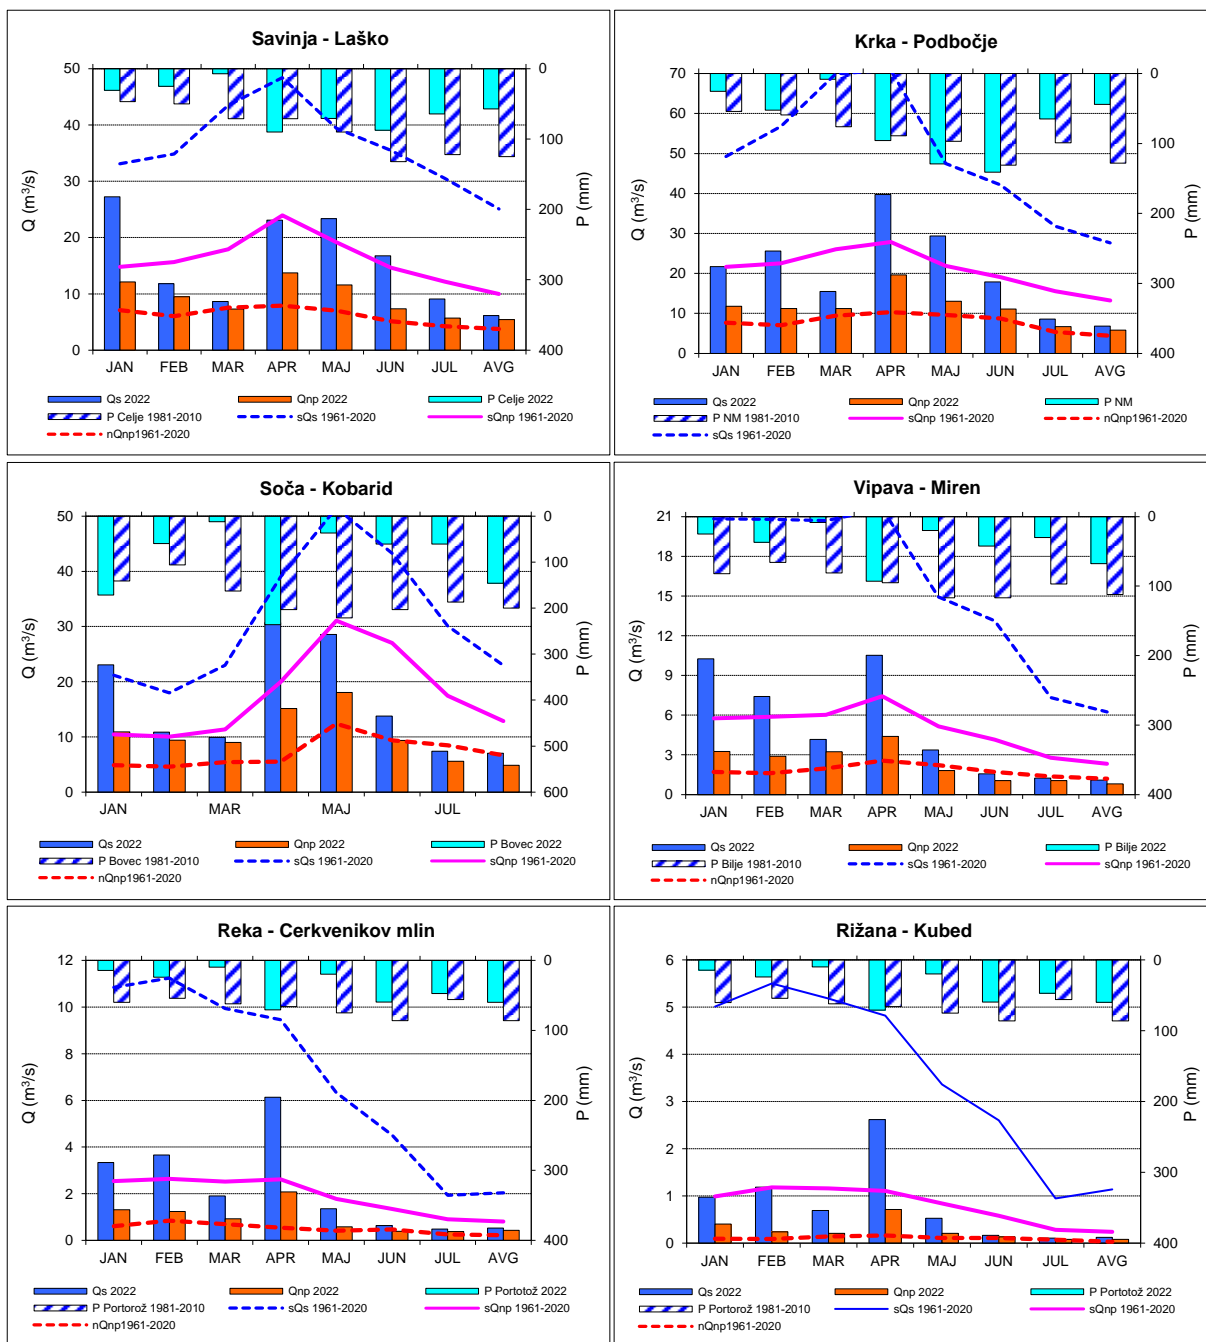 Savinja - Laško
50
40
30
20
10
0
Q (m³/s)
0
100
200
300
400
P (mm)
JAN FEB MAR APR MAJ JUN JUL AVG
Qs 2022 Qnp 2022 P Celje 2022
P Celje 1981-2010 sQs 1961-2020 sQnp 1961-2020
nQnp1961-2020
Krka - Podbočje
70
60
50
40
30
20
10
0
Q (m³/s)
0
100
200
300
400
P (mm)
JAN FEB MAR APR MAJ JUN JUL AVG
Qs 2022 Qnp 2022 P NM
P NM 1981-2010 sQnp 1961-2020 nQnp1961-2020
sQs 1961-2020
Soča - Kobarid
50
40
30
20
10
0
Q (m³/s)
0
100
200
300
400
500
600
P (mm)
JAN MAR MAJ JUL
Qs 2022 Qnp 2022 P Bovec 2022
P Bovec 1981-2010 sQs 1961-2020 sQnp 1961-2020
nQnp1961-2020
Vipava - Miren
21
18
15
12
9
6
3
0
Q (m³/s)
0
100
200
300
400
P (mm)
JAN FEB MAR APR MAJ JUN JUL AVG
Qs 2022 Qnp 2022 P Bilje 2022
P Bilje 1981-2010 sQs 1961-2020 sQnp 1961-2020
nQnp1961-2020
Reka - Cerkvenikov mlin
12
10
8
6
4
2
0
Q (m³/s)
0
100
200
300
400
P (mm)
JAN FEB MAR APR MAJ JUN JUL AVG
Qs 2022 Qnp 2022 P Portotož 2022
P Portorož 1981-2010 sQs 1961-2020 sQnp 1961-2020
nQnp1961-2020
Rižana - Kubed
6
5
4
3
2
1
0
Q (m³/s)
0
100
200
300
400
P (mm)
JAN FEB MAR APR MAJ JUN JUL AVG
Qs 2022 Qnp 2022 P Portotož 2022
P Portorož 1981-2010 sQs 1961-2020 sQnp 1961-2020
nQnp1961-2020